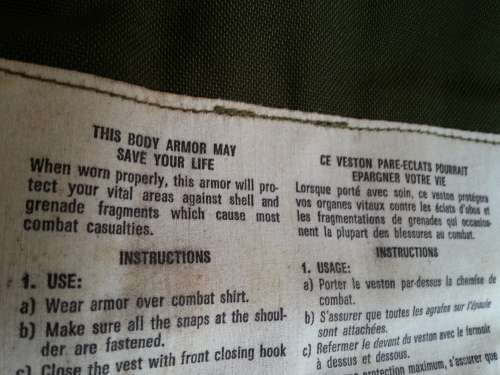 THIS BODY ARMOR MAY
SAVE YOUR LIFE
When worn properly, this armor will pro-
tect your vital areas against shell and
grenade fragments which cause most
combat casualties.
INSTRUCTIONS
1. USE:
a) Wear armor over combat shirt.
b) Make sure all the snaps at the shoul-
der are fastened.
c) Close the vest with front closing hook
CE VESTON PARE-ECLATS POURRAIT
EPARGNER VOTRE VIE
Lorsque porté avec soin, ce veston protégera
vos organes vitaux contre les éclats d'obus et
les fragmentations de grenades qui occasion-
nent la plupart des blessures au combat.
INSTRUCTIONS
1. USAGE:
a) Porter le veston par-dessus la chemise de
combat.
b) S'assurer que toutes les agrafes sur l'épaule
sont attachées.
c) Refermer le devant du veston avec le fermoir
à dessus et dessous.
protection maximum, s'assurer que